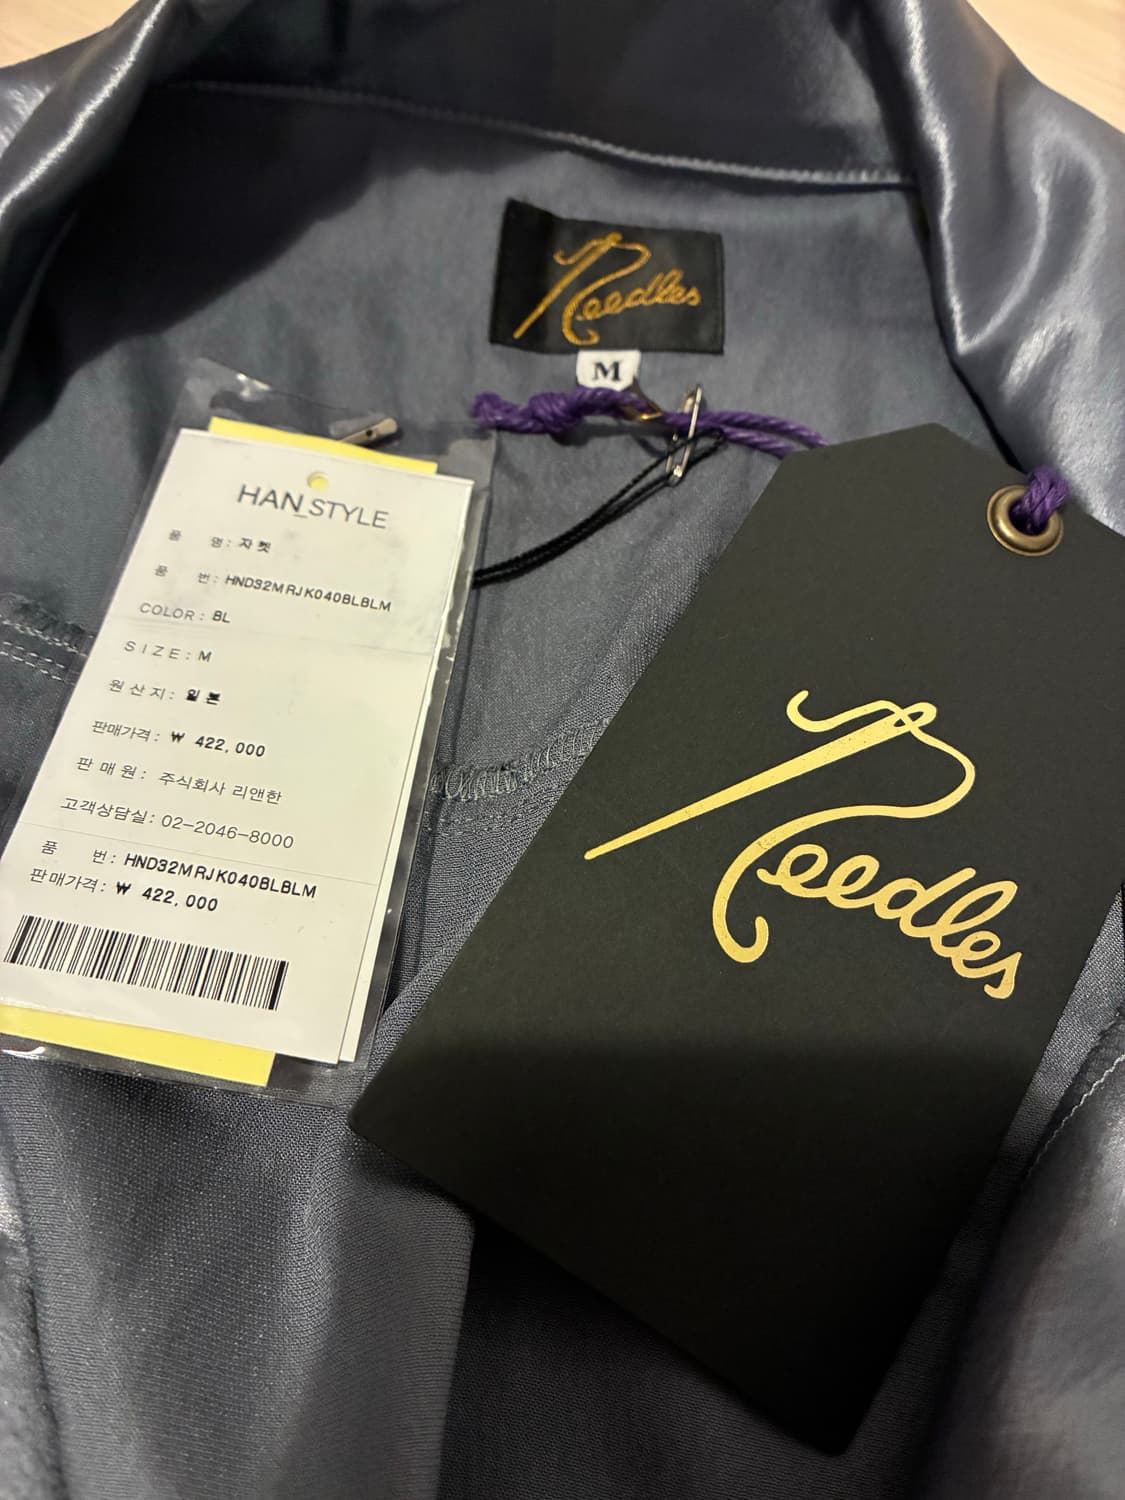 Needles
M
HAN_STYLE
품 명: 자켓
품 번: HND32MRJK040BLBLM
COLOR: BL
SIZE: M
원산지: 일본
판매가격: ₩ 422,000
판매원: 주식회사 리앤한
고객상담실: 02-2046-8000
품 번: HND32MRJK040BLBLM
판매가격: ₩ 422,000
Needles